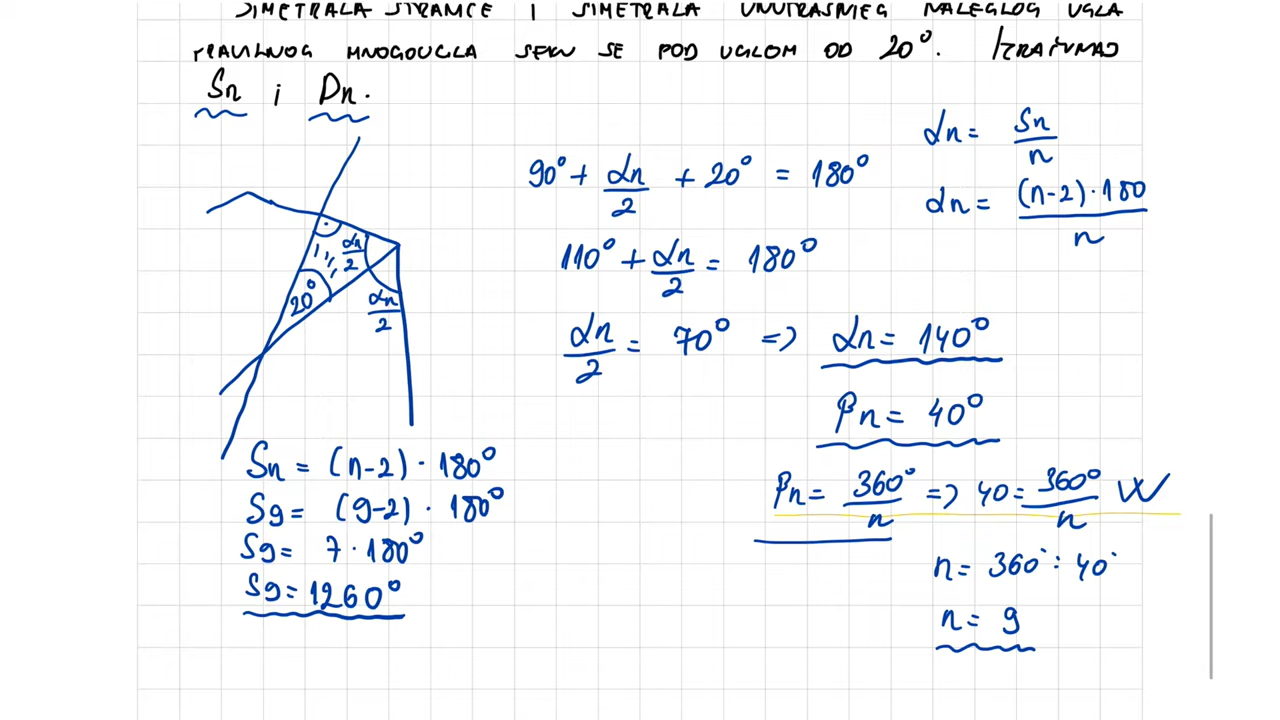 SIMETRALA STRANICE I SIMETRALA UNUTRAŠNJEG NALEGLOG UGLA
PRAVILNOG MNOGOUGLA SEKU SE POD UGLOM OD 20°. IZRAČUNAJ
Sn i Dn.
αn = Sn/n
αn = (n-2)·180/n
90° + αn/2 + 20° = 180°
110° + αn/2 = 180°
αn/2 = 70° => αn = 140°
βn = 40°
βn = 360°/n => 40 = 360°/n
n = 360° : 40°
n = 9
αn/2
20°
αn/2
Sn = (n-2) · 180°
S9 = (9-2) · 180°
S9 = 7 · 180°
S9 = 1260°